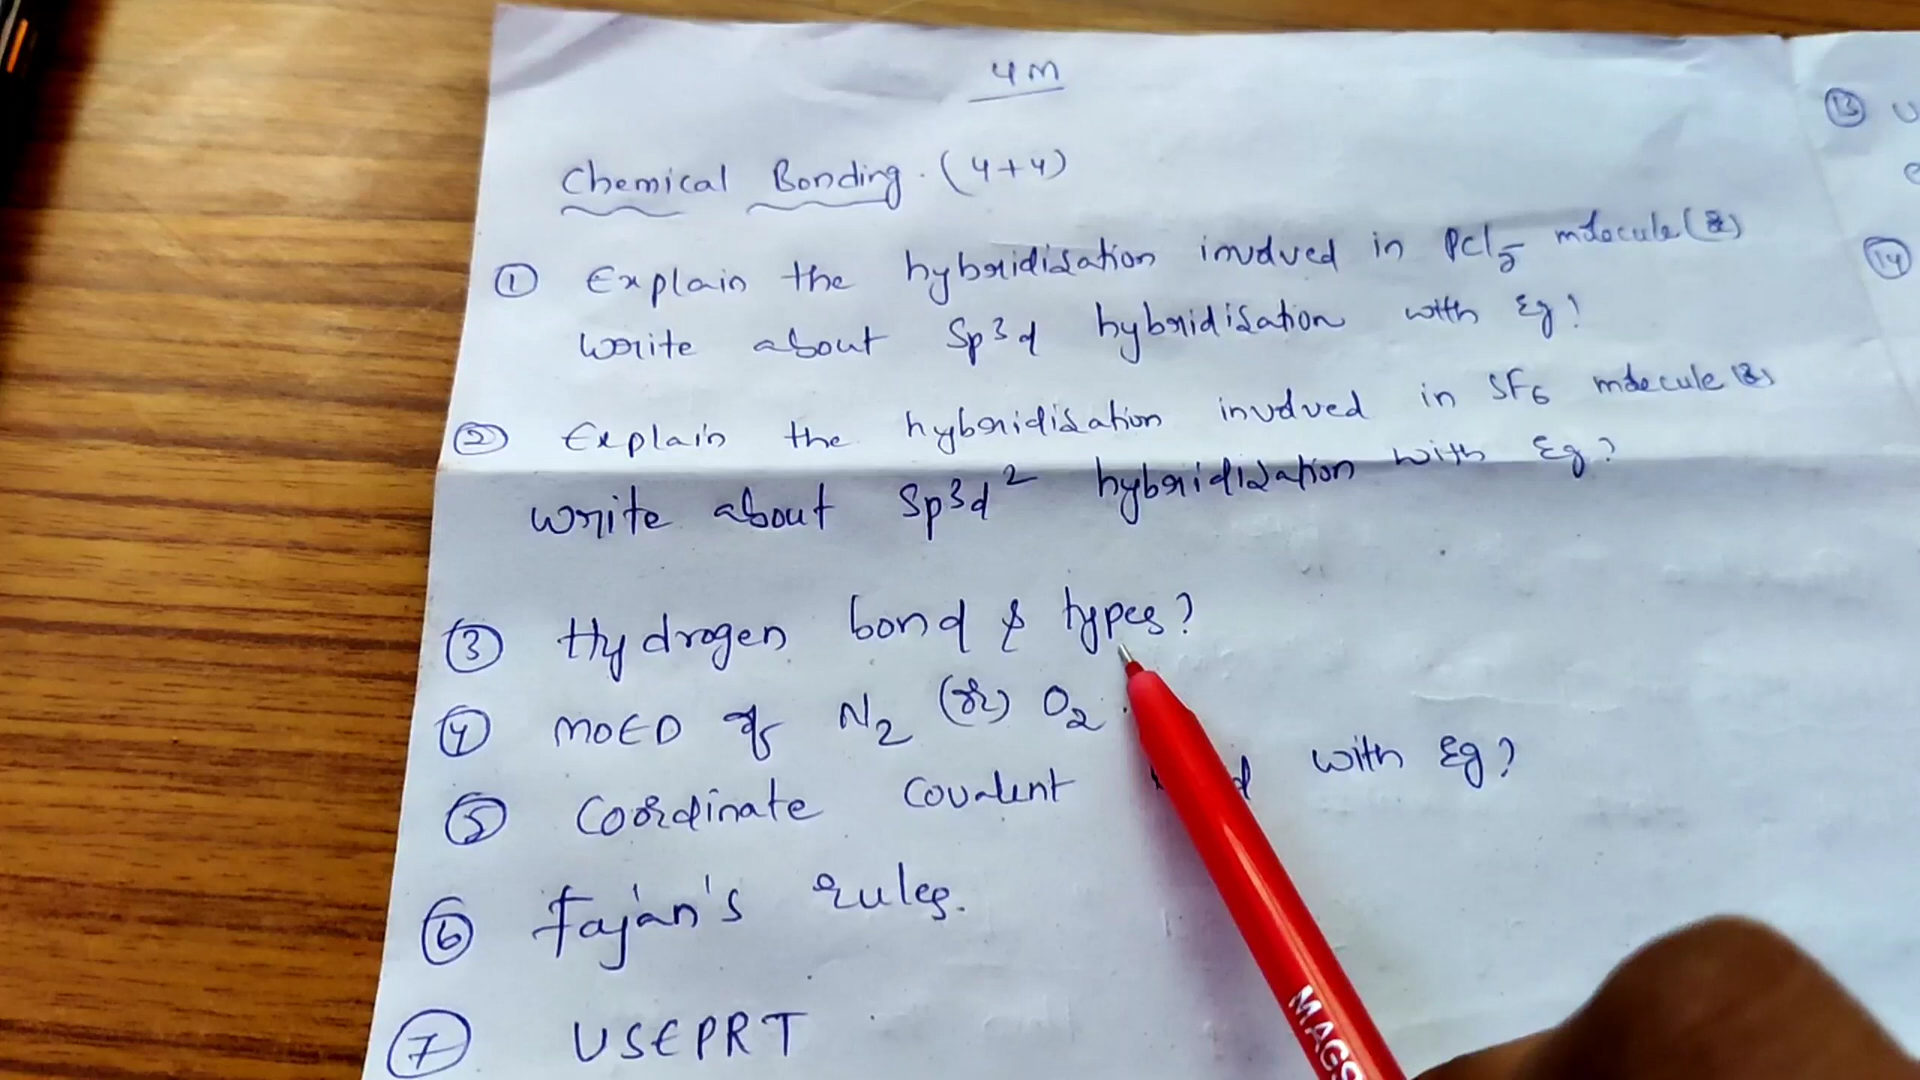 4M
Chemical Bonding. (4+4)
① Explain the hybridisation involved in PCl5 molecule (or)
Write about Sp3d hybridisation with Eg!
② Explain the hybridisation involved in SF6 molecule (or)
Write about Sp3d2 hybridisation with Eg?
③ Hydrogen bond & types?
④ MOED of N2 (or) O2.
⑤ Coordinate covalent with Eg?
⑥ Fajan's rules.
⑦ VSEPRT
⑬
⑭
MAGS